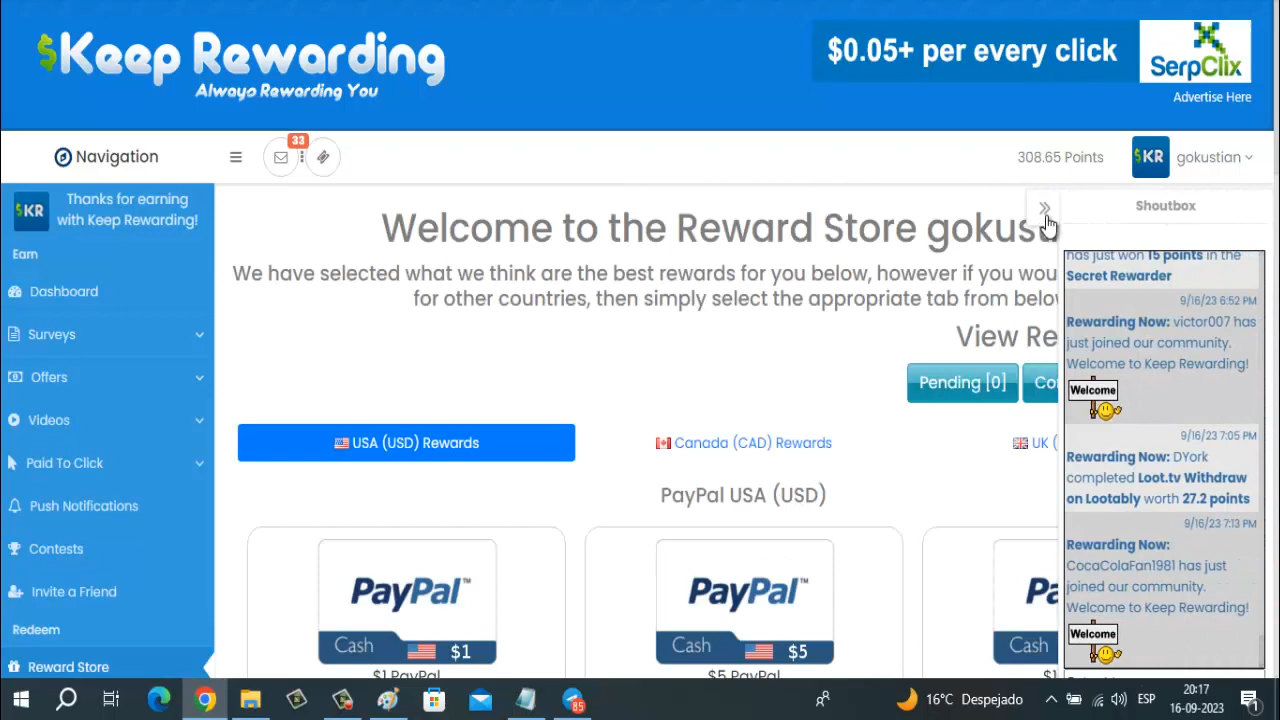 $Keep Rewarding
Always Rewarding You
$0.05+ per every click
SerpClix
Advertise Here
Navigation
33
308.65 Points
$KR
gokustian
$KR
Thanks for earning
with Keep Rewarding!
Earn
Dashboard
Surveys
Offers
Videos
Paid To Click
Push Notifications
Contests
Invite a Friend
Redeem
Reward Store
Welcome to the Reward Store gokus
We have selected what we think are the best rewards for you below, however if you wou
for other countries, then simply select the appropriate tab from belo
View Re
Pending [0]
Co
USA (USD) Rewards
Canada (CAD) Rewards
UK (
PayPal USA (USD)
PayPal™
Cash
$1
$1 PayPal
PayPal™
Cash
$5
$5 PayPal
Pa
Cash
Shoutbox
has just won 15 points in the
Secret Rewarder
9/16/23 6:52 PM
Rewarding Now: victor007 has
just joined our community.
Welcome to Keep Rewarding!
Welcome
9/16/23 7:05 PM
Rewarding Now: DYork
completed Loot.tv Withdraw
on Lootably worth 27.2 points
9/16/23 7:13 PM
Rewarding Now:
CocaColaFan1981 has just
joined our community.
Welcome to Keep Rewarding!
Welcome
85
16°C Despejado
ESP
20:17
16-09-2023
1